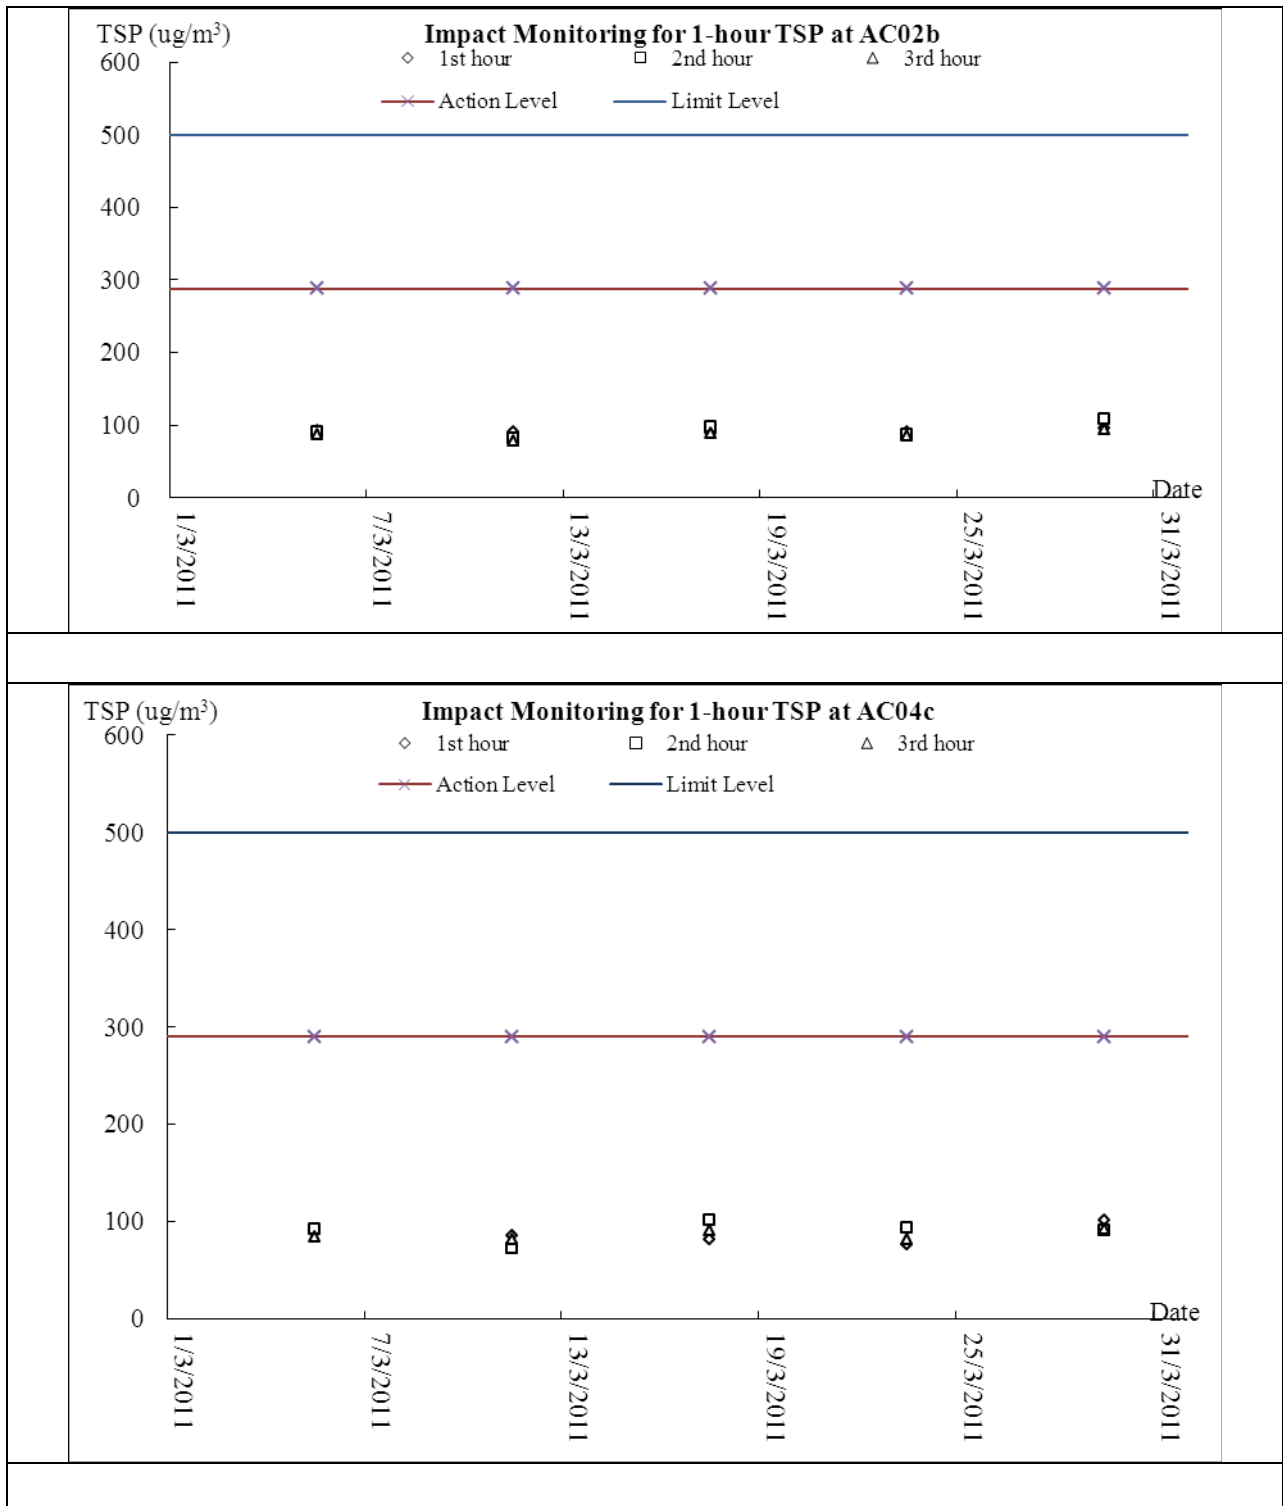 TSP (ug/m³) Impact Monitoring for 1-hour TSP at AC02b
1st hour 2nd hour 3rd hour
Action Level Limit Level
600
500
400
300
200
100
0
Date
1/3/2011 7/3/2011 13/3/2011 19/3/2011 25/3/2011 31/3/2011
TSP (ug/m³) Impact Monitoring for 1-hour TSP at AC04c
600
1st hour 2nd hour 3rd hour
Action Level Limit Level
500
400
300
200
100
0
Date
1/3/2011 7/3/2011 13/3/2011 19/3/2011 25/3/2011 31/3/2011